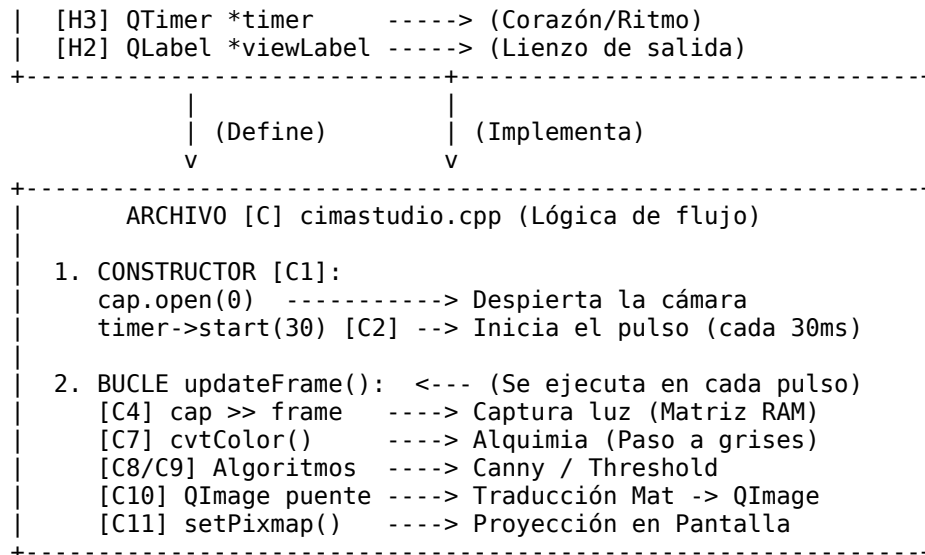 | [H3] QTimer *timer -----> (Corazón/Ritmo)
| [H2] QLabel *viewLabel -----> (Lienzo de salida)
+-----------------------------+--------------------------------
| |
| (Define) | (Implementa)
v v
+--------------------------------------------------------------
| ARCHIVO [C] cimastudio.cpp (Lógica de flujo)
|
| 1. CONSTRUCTOR [C1]:
| cap.open(0) -----------> Despierta la cámara
| timer->start(30) [C2] --> Inicia el pulso (cada 30ms)
|
| 2. BUCLE updateFrame(): <--- (Se ejecuta en cada pulso)
| [C4] cap >> frame ----> Captura luz (Matriz RAM)
| [C7] cvtColor() ----> Alquimia (Paso a grises)
| [C8/C9] Algoritmos ----> Canny / Threshold
| [C10] QImage puente ----> Traducción Mat -> QImage
| [C11] setPixmap() ----> Proyección en Pantalla
+--------------------------------------------------------------